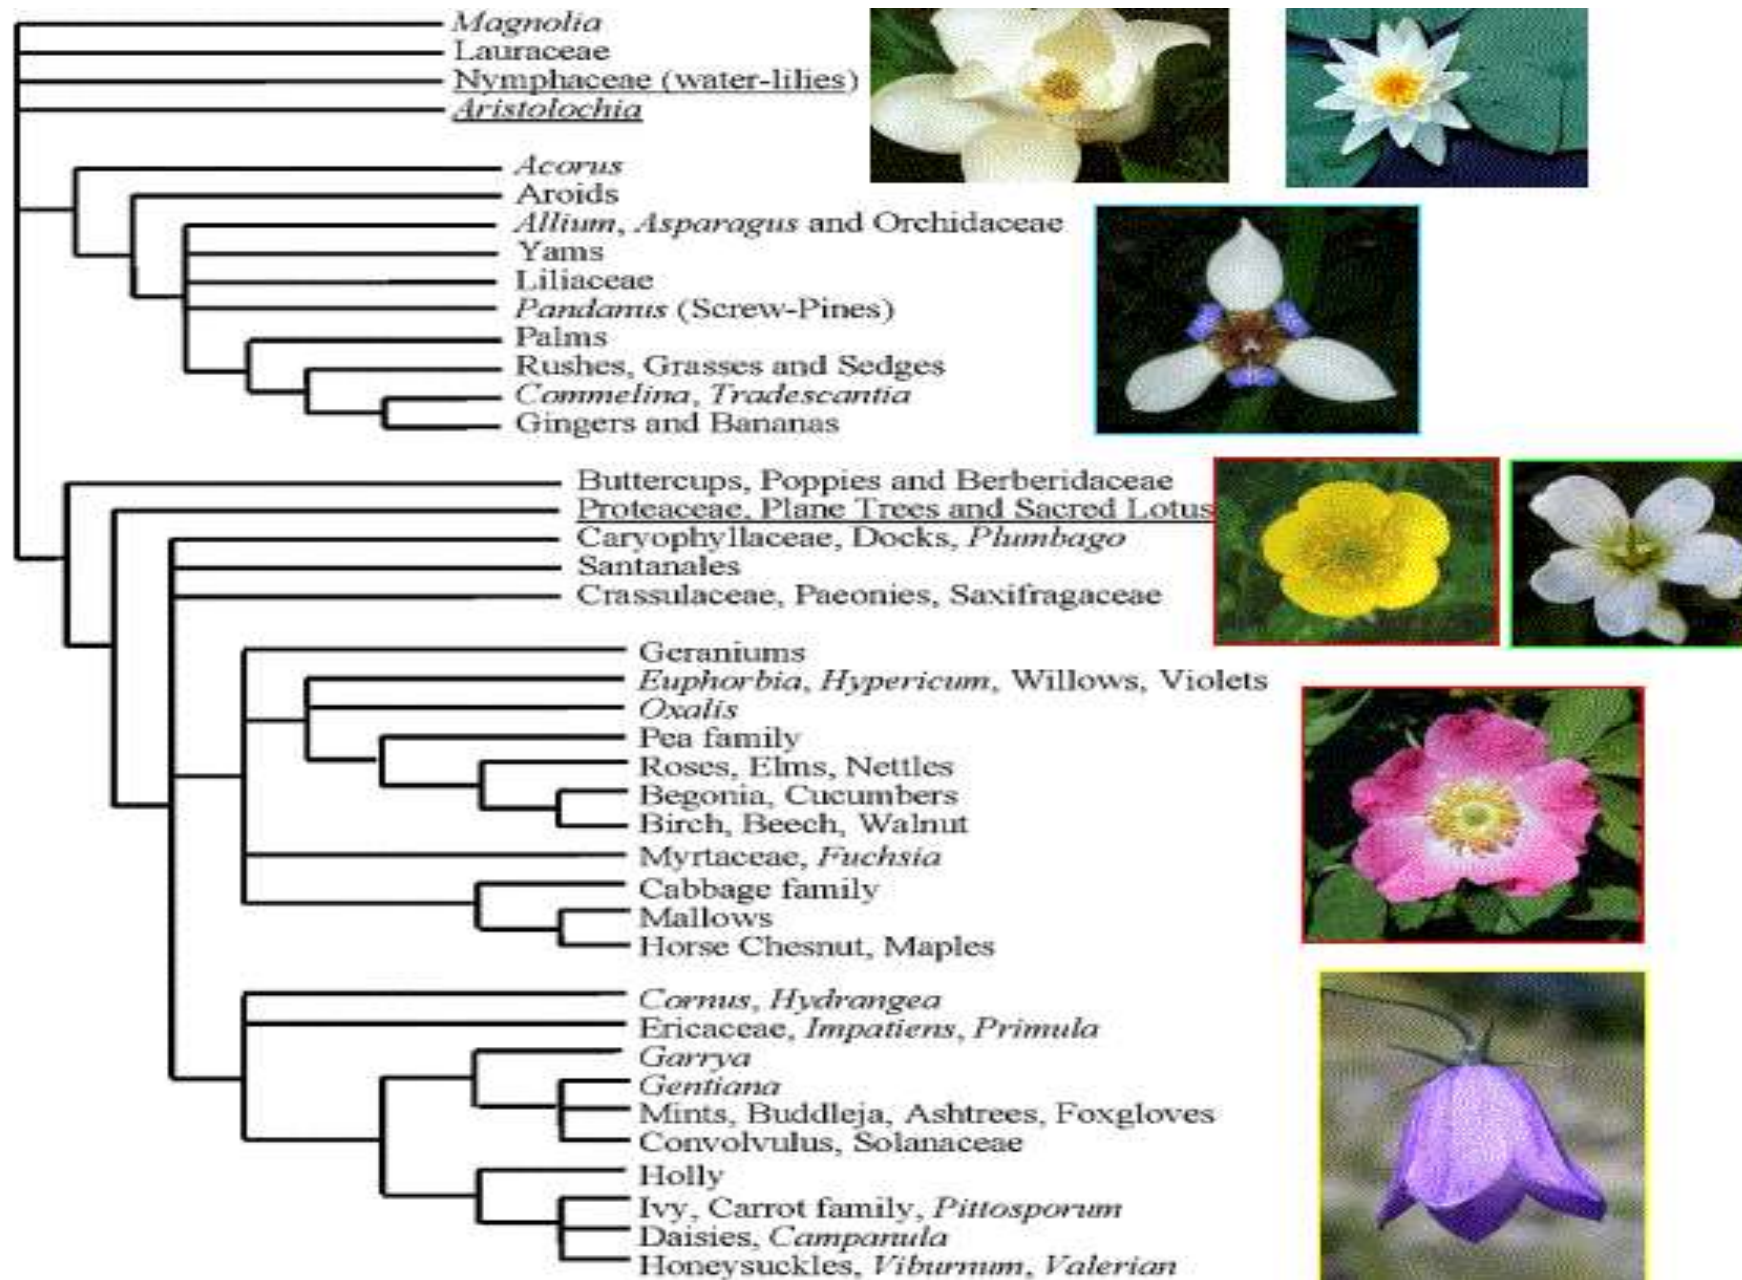 Magnolia
Lauraceae
Nymphaceae (water-lilies)
Aristolochia
Acorus
Aroids
Allium, Asparagus and Orchidaceae
Yams
Liliaceae
Pandanus (Screw-Pines)
Palms
Rushes, Grasses and Sedges
Commelina, Tradescantia
Gingers and Bananas
Buttercups, Poppies and Berberidaceae
Proteaceae, Plane Trees and Sacred Lotus
Caryophyllaceae, Docks, Plumbago
Santanales
Crassulaceae, Paeonies, Saxifragaceae
Geraniums
Euphorbia, Hypericum, Willows, Violets
Oxalis
Pea family
Roses, Elms, Nettles
Begonia, Cucumbers
Birch, Beech, Walnut
Myrtaceae, Fuchsia
Cabbage family
Mallows
Horse Chesnut, Maples
Cornus, Hydrangea
Ericaceae, Impatiens, Primula
Garrya
Gentiana
Mints, Buddleja, Ashtrees, Foxgloves
Convolvulus, Solanaceae
Holly
Ivy, Carrot family, Pittosporum
Daisies, Campanula
Honeysuckles, Viburnum, Valerian